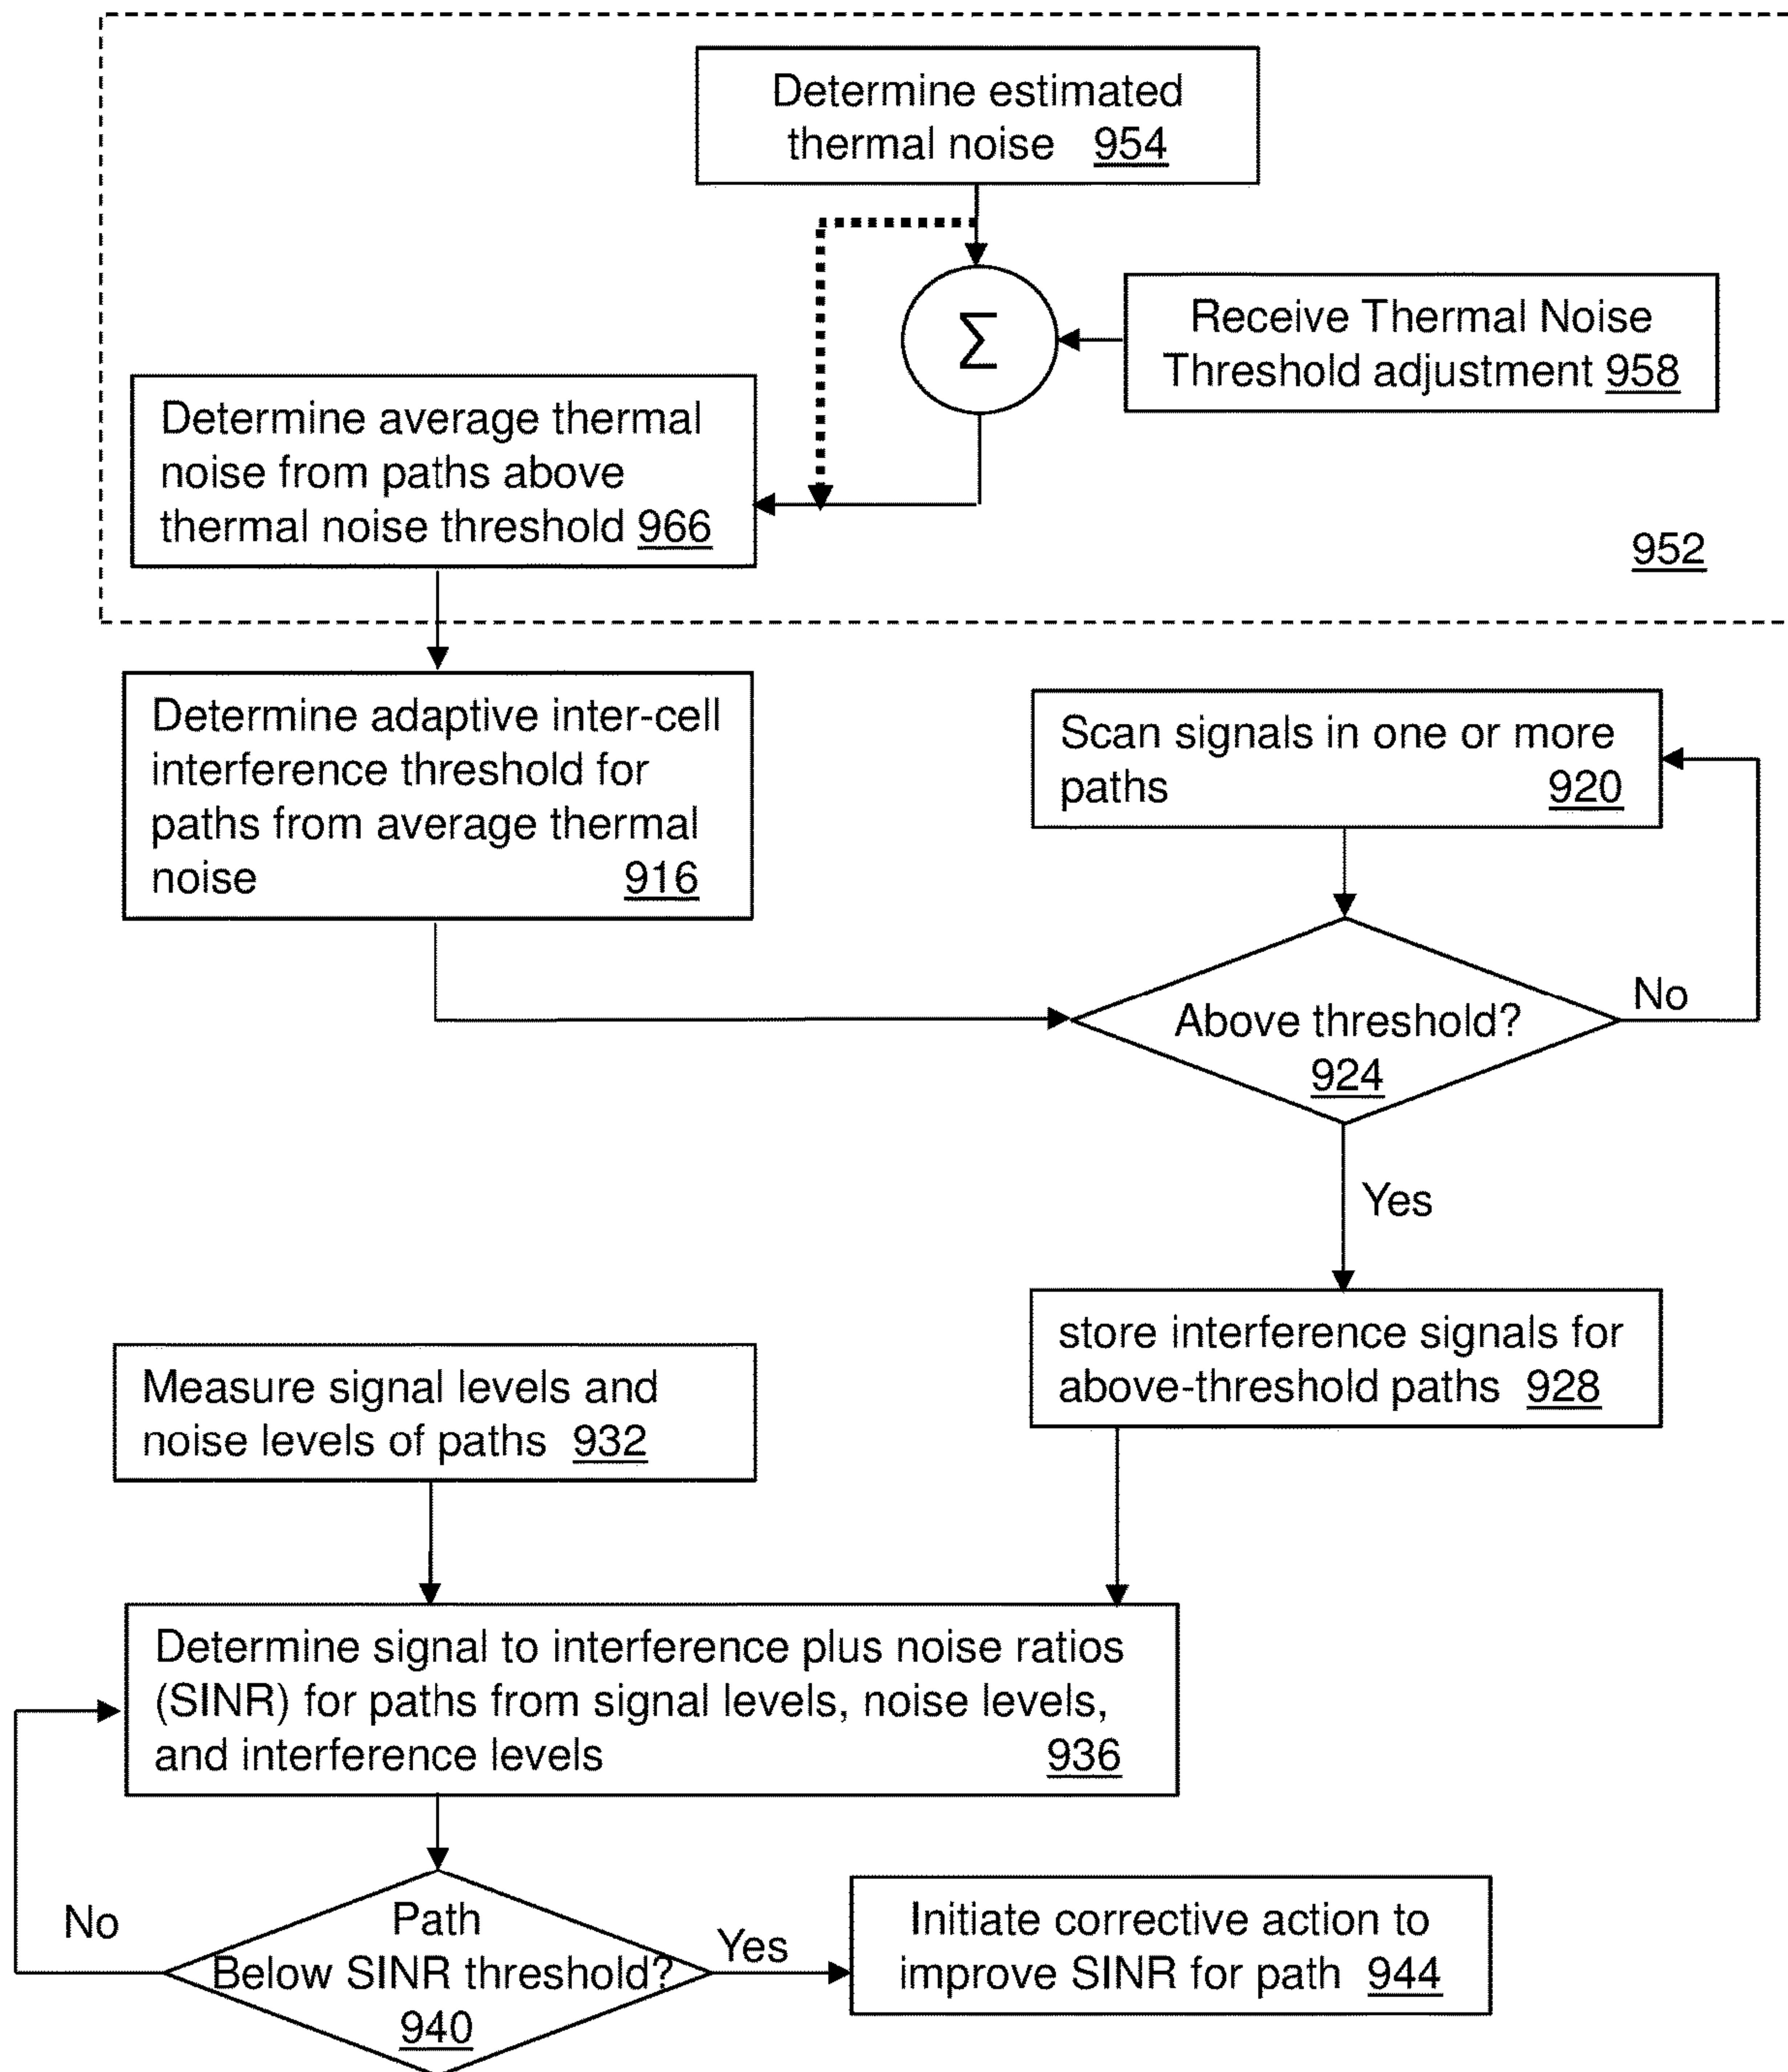 Determine estimated
thermal noise 954
Σ
Receive Thermal Noise
Threshold adjustment 958
Determine average thermal
noise from paths above
thermal noise threshold 966
952
Determine adaptive inter-cell
interference threshold for
paths from average thermal
noise 916
Scan signals in one or more
paths 920
Above threshold?
924
No
Yes
store interference signals for
above-threshold paths 928
Measure signal levels and
noise levels of paths 932
Determine signal to interference plus noise ratios
(SINR) for paths from signal levels, noise levels,
and interference levels 936
No
Path
Below SINR threshold?
940
Yes
Initiate corrective action to
improve SINR for path 944